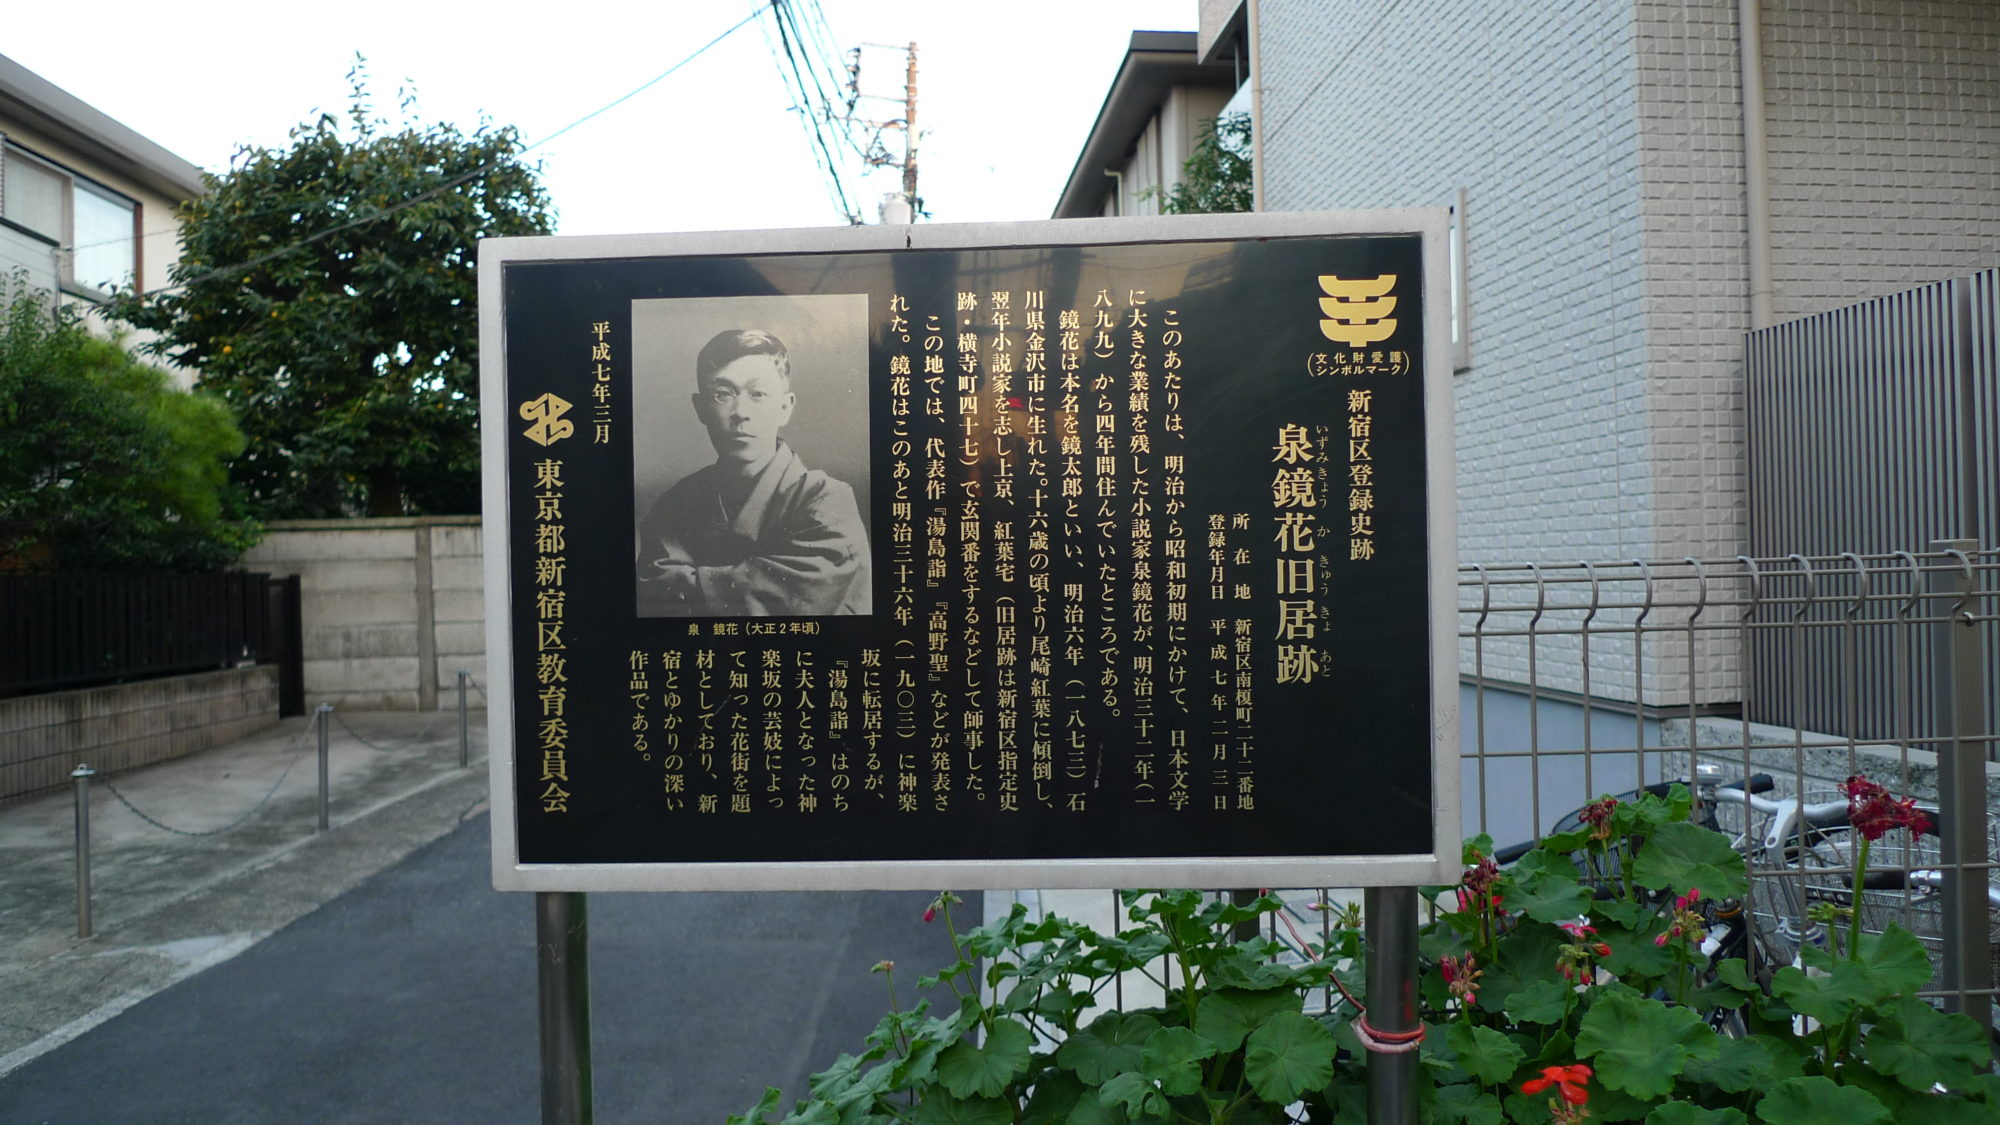 (文化財愛護
シンボルマーク)
新宿区登録史跡
いずみきょうかきゅうきょあと
泉鏡花旧居跡
所在地 新宿区南榎町二十二番地
登録年月日 平成七年二月三日
このあたりは、明治から昭和初期にかけて、日本文学
に大きな業績を残した小説家泉鏡花が、明治三十二年(一
八九九)から四年間住んでいたところである。
鏡花は本名を鏡太郎といい、明治六年(一八七三)石
川県金沢市に生れた。十六歳の頃より尾崎紅葉に傾倒し、
翌年小説家を志し上京、紅葉宅(旧居跡は新宿区指定史
跡・横寺町四十七)で玄関番をするなどして師事した。
この地では、代表作『湯島詣』『高野聖』などが発表さ
れた。鏡花はこのあと明治三十六年(一九〇三)に神楽
坂に転居するが、
『湯島詣』はのち
に夫人となった神
楽坂の芸妓によっ
て知った花街を題
材としており、新
宿とゆかりの深い
作品である。
泉 鏡花(大正2年頃)
平成七年三月
東京都新宿区教育委員会